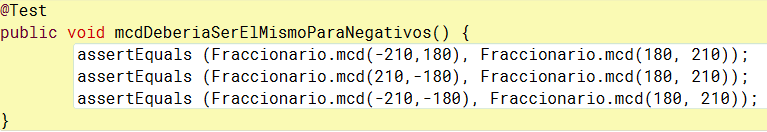 @Test
public void mcdDeberiaSerElMismoParaNegativos() {
assertEquals (Fraccionario.mcd(-210,180), Fraccionario.mcd(180, 210));
assertEquals (Fraccionario.mcd(210,-180), Fraccionario.mcd(180, 210));
assertEquals (Fraccionario.mcd(-210,-180), Fraccionario.mcd(180, 210));
}